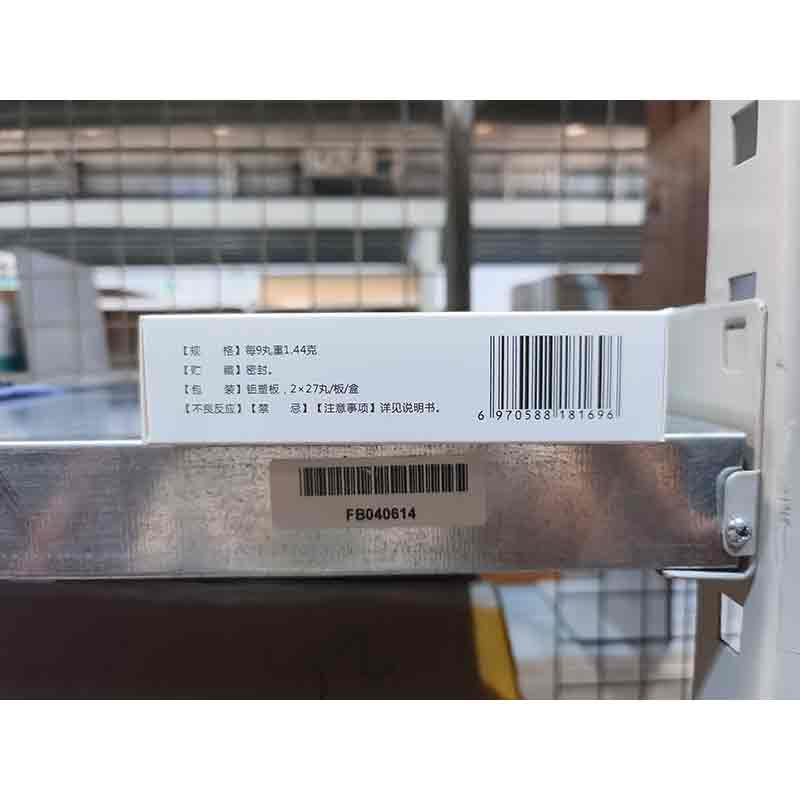 【规 格】每9丸重1.44克
【贮 藏】密封。
【包 装】铝塑板,2×27丸/板/盒
【不良反应】【禁 忌】【注意事项】详见说明书。
6 970588 181696
FB040614